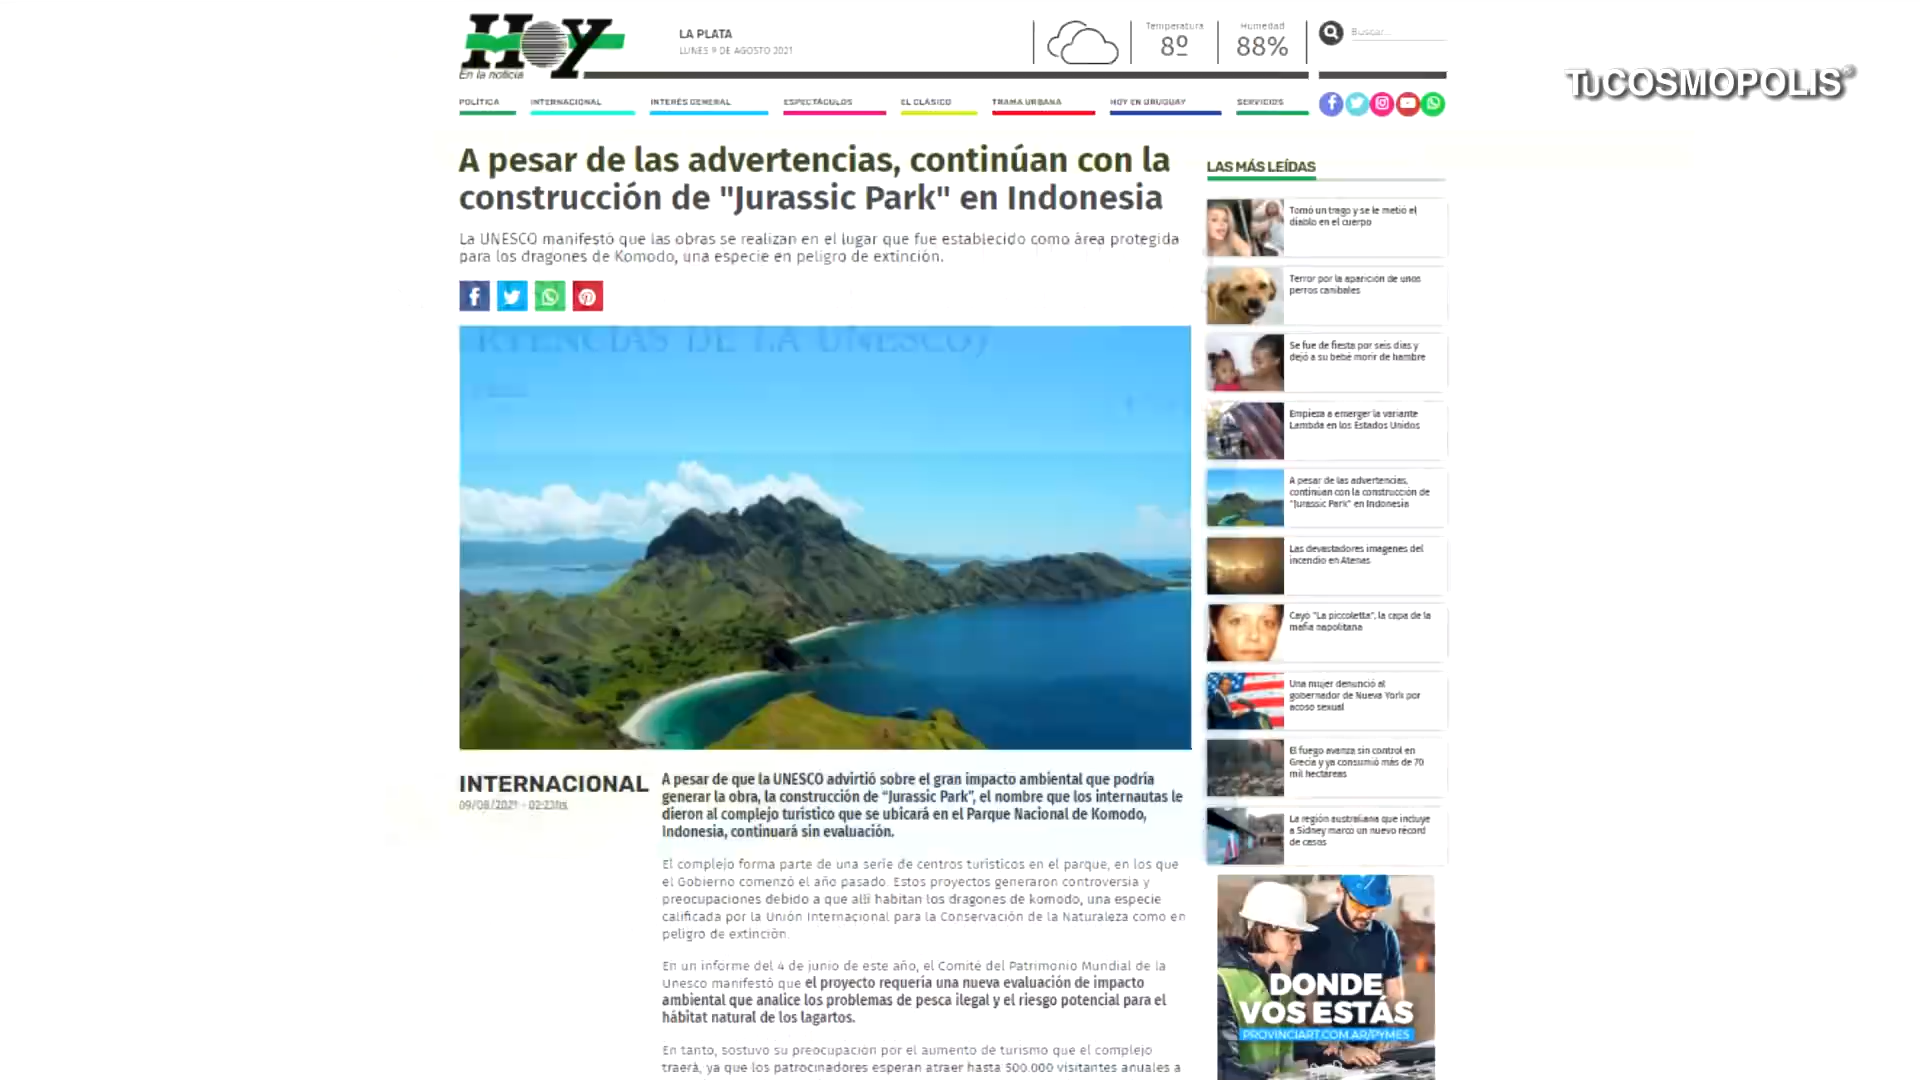 HOY
En la noticia
LA PLATA
LUNES 9 DE AGOSTO 2021
Temperatura
8º
Humedad
88%
Buscar...
TUCOSMOPOLIS
POLÍTICA
INTERNACIONAL
INTERÉS GENERAL
ESPECTÁCULOS
EL CLÁSICO
TRAMA URBANA
HOY EN URUGUAY
SERVICIOS
A pesar de las advertencias, continúan con la
construcción de "Jurassic Park" en Indonesia
La UNESCO manifestó que las obras se realizan en el lugar que fue establecido como área protegida
para los dragones de Komodo, una especie en peligro de extinción.
RTENCIAS DE LA UNESCO)
INTERNACIONAL
09/08/2021 - 02:23hs
A pesar de que la UNESCO advirtió sobre el gran impacto ambiental que podría
generar la obra, la construcción de “Jurassic Park”, el nombre que los internautas le
dieron al complejo turístico que se ubicará en el Parque Nacional de Komodo,
Indonesia, continuará sin evaluación.
El complejo forma parte de una serie de centros turísticos en el parque, en los que
el Gobierno comenzó el año pasado. Estos proyectos generaron controversia y
preocupaciones debido a que allí habitan los dragones de komodo, una especie
calificada por la Unión Internacional para la Conservación de la Naturaleza como en
peligro de extinción.
En un informe del 4 de junio de este año, el Comité del Patrimonio Mundial de la
Unesco manifestó que el proyecto requería una nueva evaluación de impacto
ambiental que analice los problemas de pesca ilegal y el riesgo potencial para el
hábitat natural de los lagartos.
En tanto, sostuvo su preocupación por el aumento de turismo que el complejo
traerá, ya que los patrocinadores esperan atraer hasta 500.000 visitantes anuales a
LAS MÁS LEÍDAS
Tomó un trago y se le metió el
diablo en el cuerpo
Terror por la aparición de unos
perros caníbales
Se fue de fiesta por seis días y
dejó a su bebé morir de hambre
Empieza a emerger la variante
Lambda en los Estados Unidos
A pesar de las advertencias,
continúan con la construcción de
"Jurassic Park" en Indonesia
Las devastadores imagenes del
incendio en Atenas
Cayó "La piccoletta", la capa de la
mafia napolitana
Una mujer denunció al
gobernador de Nueva York por
acoso sexual
El fuego avanza sin control en
Grecia y ya consumió más de 70
mil hectáreas
La región australiana que incluye
a Sídney marco un nuevo récord
de casos
DONDE
VOS ESTÁS
PROVINCIART.COM.AR/PYMES